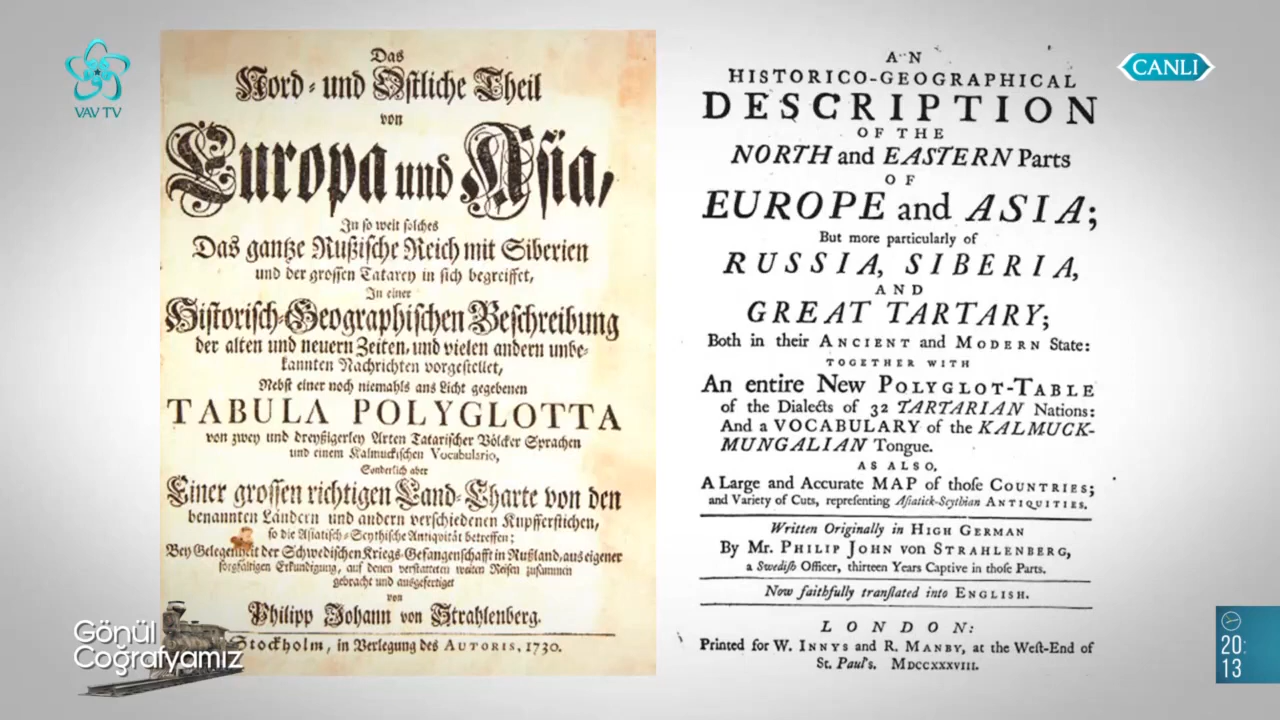 VAV TV
CANLI
Das
Nord- und Ostliche Theil
von
Europa und Asia,
In so weit solches
Das gantze Rußische Reich mit Siberien
und der grossen Tatarey in sich begreiffet,
In einer
Historisch-Geographischen Beschreibung
der alten und neuern Zeiten, und vielen andern unbe-
kannten Nachrichten vorgestellet,
Nebst einer noch niemahls ans Licht gegebenen
TABULA POLYGLOTTA
von zwey und dreyßigerley Arten Tatarischer Völcker Sprachen
und einem Kalmuckischen Vocabulario,
Sonderlich aber
Einer grossen richtigen Land-Charte von den
benannten Ländern und andern verschiedenen Kupfferstichen,
so die Asiatisch-Scythische Antiquität betreffen;
Bey Gelegenheit der Schwedischen Kriegs-Gefangenschafft in Rußland, aus eigener
sorgfältigen Erkundigung, auf denen verstatteten weiten Reisen zusammen
gebracht und ausgefertiget
von
Philipp Johann von Strahlenberg.
Stockholm, in Verlegung des AUTORIS, 1730.
AN
HISTORICO-GEOGRAPHICAL
DESCRIPTION
OF THE
NORTH and EASTERN Parts
OF
EUROPE and ASIA;
But more particularly of
RUSSIA, SIBERIA,
AND
GREAT TARTARY;
Both in their ANCIENT and MODERN State:
TOGETHER WITH
An entire New POLYGLOT-TABLE
of the Dialects of 32 TARTARIAN Nations:
And a VOCABULARY of the KALMUCK-
MUNGALIAN Tongue.
AS ALSO,
A Large and Accurate MAP of those COUNTRIES;
and Variety of Cuts, representing Asiatick-Scythian ANTIQUITIES.
Written Originally in HIGH GERMAN
By Mr. PHILIP JOHN von STRAHLENBERG,
a Swedish Officer, thirteen Years Captive in those Parts.
Now faithfully translated into ENGLISH.
LONDON:
Printed for W. INNYS and R. MANBY, at the West-End of
St. Paul's. MDCCXXXVIII.
Gönül
Coğrafyamız
20:
13